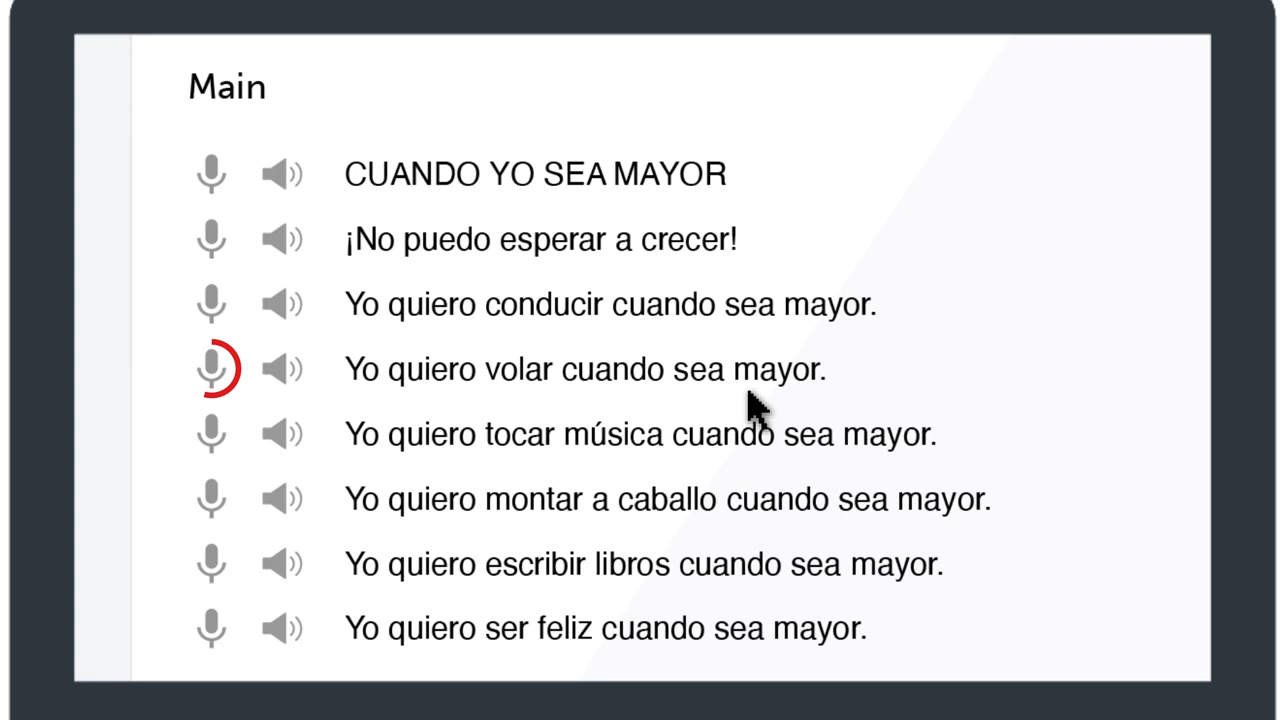 Main
CUANDO YO SEA MAYOR
¡No puedo esperar a crecer!
Yo quiero conducir cuando sea mayor.
Yo quiero volar cuando sea mayor.
Yo quiero tocar música cuando sea mayor.
Yo quiero montar a caballo cuando sea mayor.
Yo quiero escribir libros cuando sea mayor.
Yo quiero ser feliz cuando sea mayor.